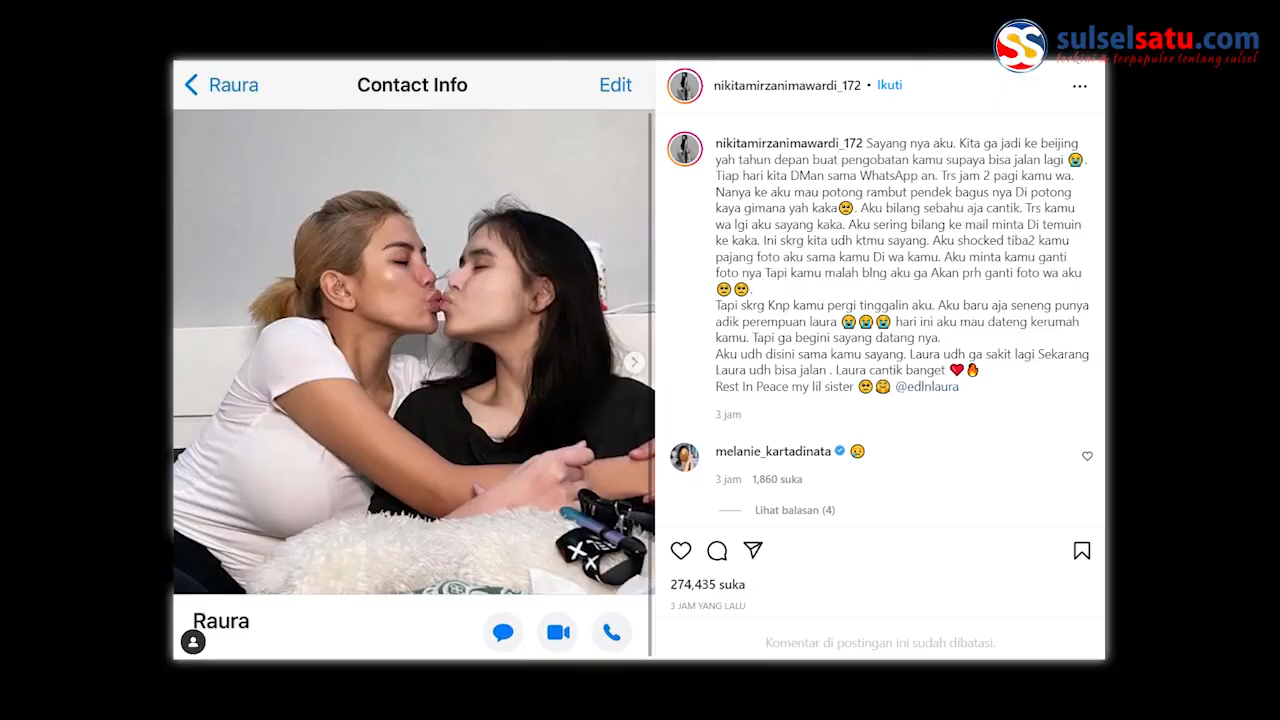 sulselsatu.com
terkini & terpopuler tentang sulsel
Raura
Contact Info
Edit
nikitamirzanimawardi_172 • Ikuti
nikitamirzanimawardi_172 Sayang nya aku. Kita ga jadi ke beijing
yah tahun depan buat pengobatan kamu supaya bisa jalan lagi 😭.
Tiap hari kita DMan sama WhatsApp an. Trs jam 2 pagi kamu wa.
Nanya ke aku mau potong rambut pendek bagus nya Di potong
kaya gimana yah kaka🥺. Aku bilang sebahu aja cantik. Trs kamu
wa lgi aku sayang kaka. Aku sering bilang ke mail minta Di temuin
ke kaka. Ini skrg kita udh ktmu sayang. Aku shocked tiba2 kamu
pajang foto aku sama kamu Di wa kamu. Aku minta kamu ganti
foto nya Tapi kamu malah blng aku ga Akan prh ganti foto wa aku
🥺🥺.
Tapi skrg Knp kamu pergi tinggalin aku. Aku baru aja seneng punya
adik perempuan laura 😭😭😭 hari ini aku mau dateng kerumah
kamu. Tapi ga begini sayang datang nya.
Aku udh disini sama kamu sayang. Laura udh ga sakit lagi Sekarang
Laura udh bisa jalan . Laura cantik banget ❤️🔥
Rest In Peace my lil sister 🥺🤗 @edlnlaura
3 jam
melanie_kartadinata 😢
3 jam 1,860 suka
Lihat balasan (4)
274,435 suka
3 JAM YANG LALU
Komentar di postingan ini sudah dibatasi.
Raura